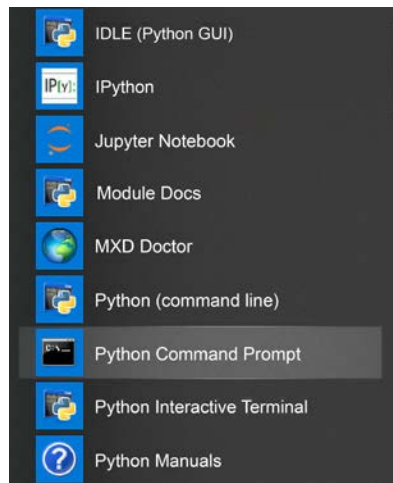 IDLE (Python GUI)
IP[y]: IPython
Jupyter Notebook
Module Docs
MXD Doctor
Python (command line)
C:\_ Python Command Prompt
Python Interactive Terminal
? Python Manuals